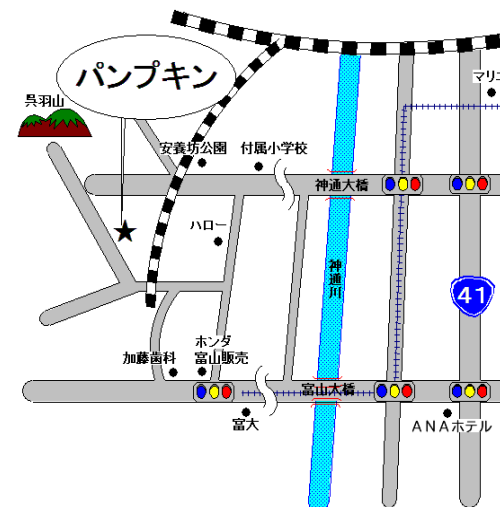 パンプキン
マリエ
呉羽山
安養坊公園
付属小学校
神通大橋
ハロー
神通川
41
ホンダ
富山販売
加藤歯科
富山大橋
富大
ANAホテル